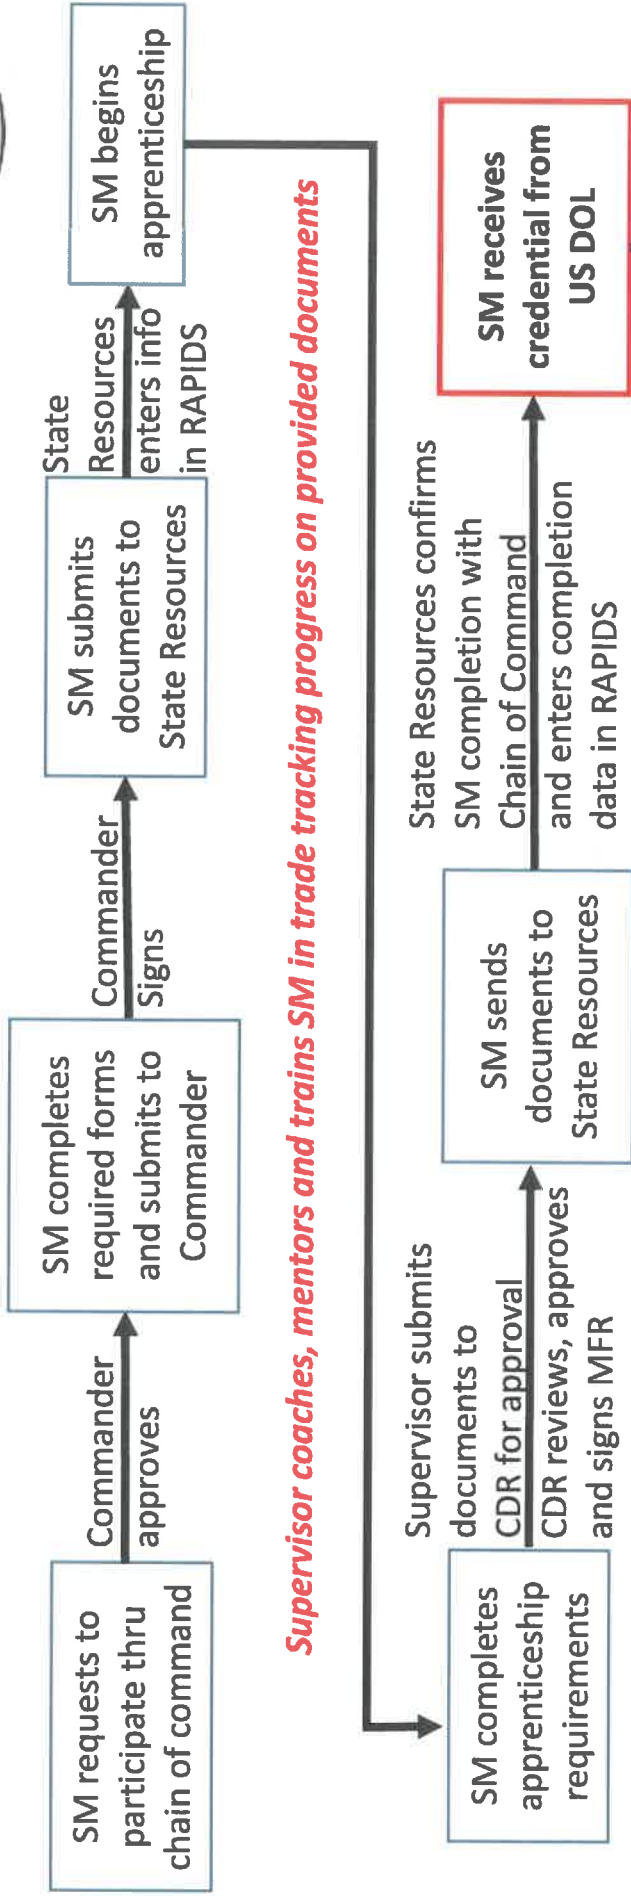 SM requests to
participate thru
chain of command
Commander
approves
SM completes
required forms
and submits to
Commander
Commander
Signs
SM submits
documents to
State Resources
State
Resources
enters info
in RAPIDS
SM begins
apprenticeship
Supervisor coaches, mentors and trains SM in trade tracking progress on provided documents
SM completes
apprenticeship
requirements
Supervisor submits
documents to
CDR for approval
CDR reviews, approves
and signs MFR
SM sends
documents to
State Resources
State Resources confirms
SM completion with
Chain of Command
and enters completion
data in RAPIDS
SM receives
credential from
US DOL